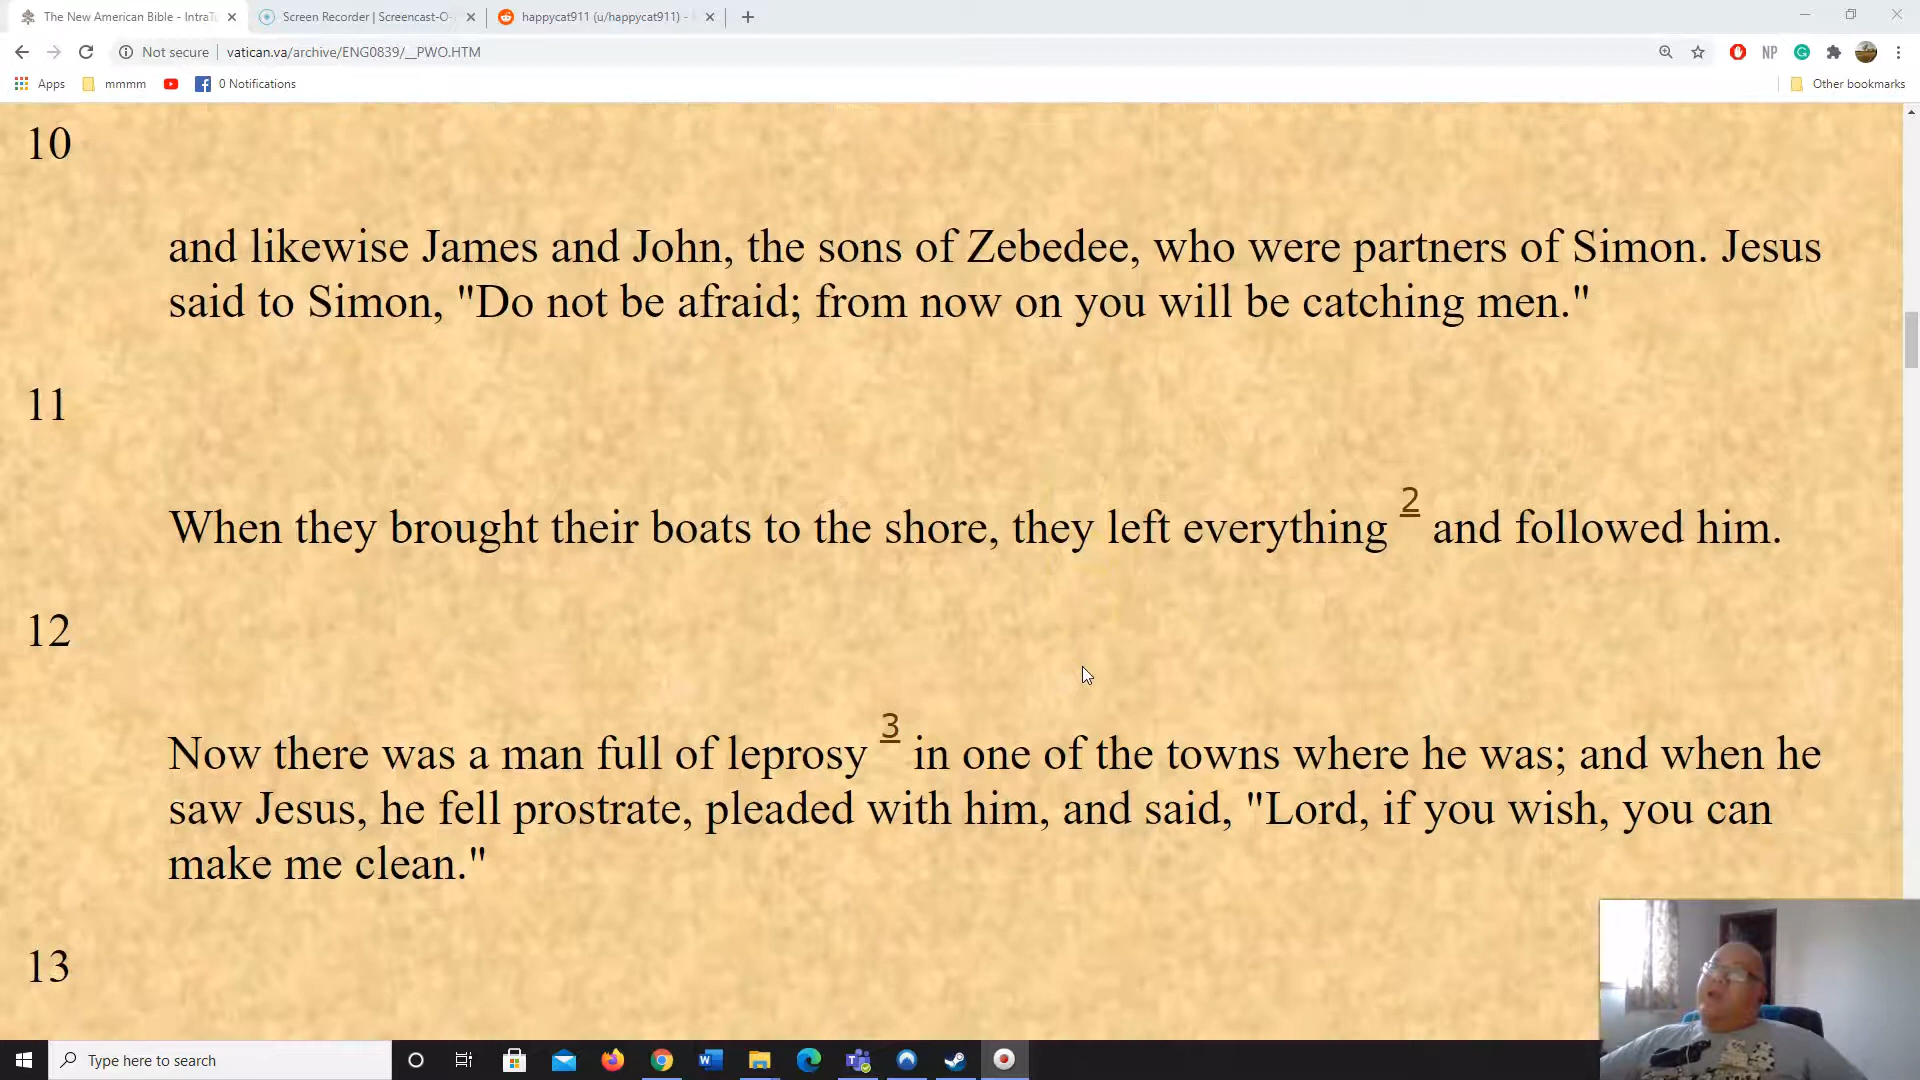 The New American Bible - IntraT
Screen Recorder | Screencast-O-
happycat911 (u/happycat911) -
Not secure
vatican.va/archive/ENG0839/__PWO.HTM
NP
Apps
mmmm
0 Notifications
Other bookmarks
10
and likewise James and John, the sons of Zebedee, who were partners of Simon. Jesus
said to Simon, "Do not be afraid; from now on you will be catching men."
11
When they brought their boats to the shore, they left everything 2 and followed him.
12
Now there was a man full of leprosy 3 in one of the towns where he was; and when he
saw Jesus, he fell prostrate, pleaded with him, and said, "Lord, if you wish, you can
make me clean."
13
Type here to search